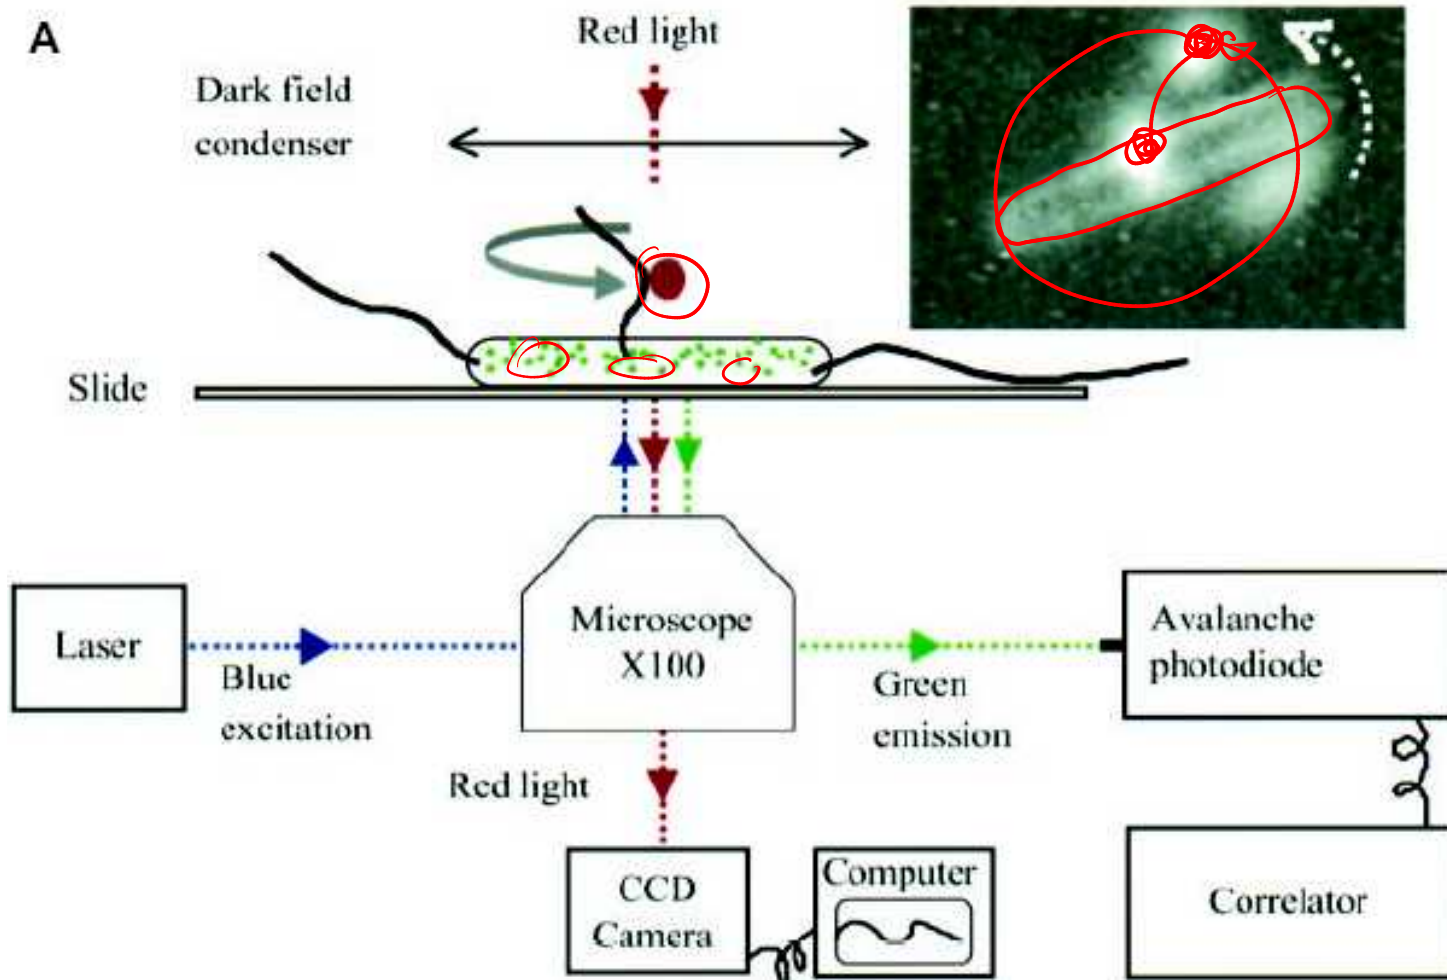 A
Red light
Dark field
condenser
Slide
Laser
Blue
excitation
Microscope
X100
Green
emission
Avalanche
photodiode
Red light
CCD
Camera
Computer
Correlator